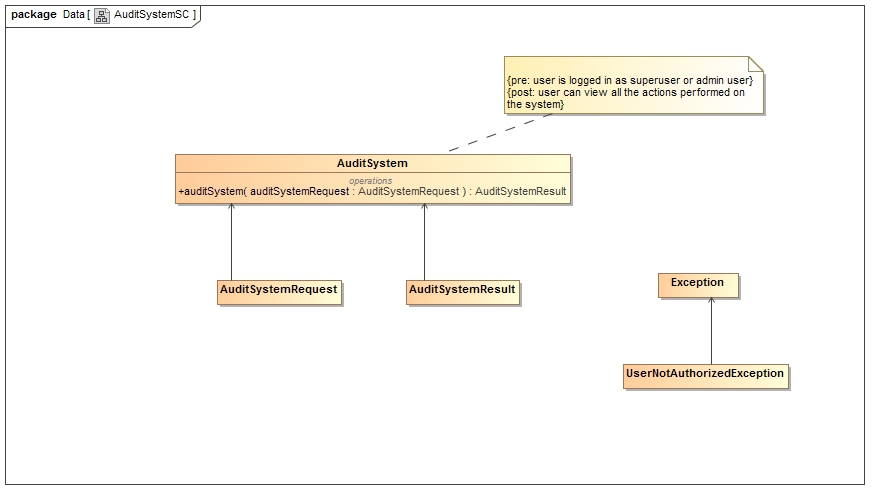 package Data [ AuditSystemSC ]
{pre: user is logged in as superuser or admin user}
{post: user can view all the actions performed on
the system}
AuditSystem
operations
+auditSystem( auditSystemRequest : AuditSystemRequest ) : AuditSystemResult
AuditSystemRequest
AuditSystemResult
Exception
UserNotAuthorizedException